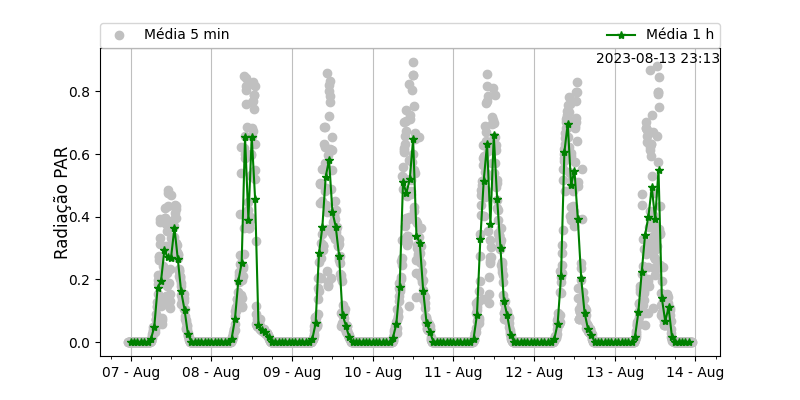 Média 5 min
Média 1 h
2023-08-13 23:13
Radiação PAR
0.8
0.6
0.4
0.2
0.0
07 - Aug
08 - Aug
09 - Aug
10 - Aug
11 - Aug
12 - Aug
13 - Aug
14 - Aug